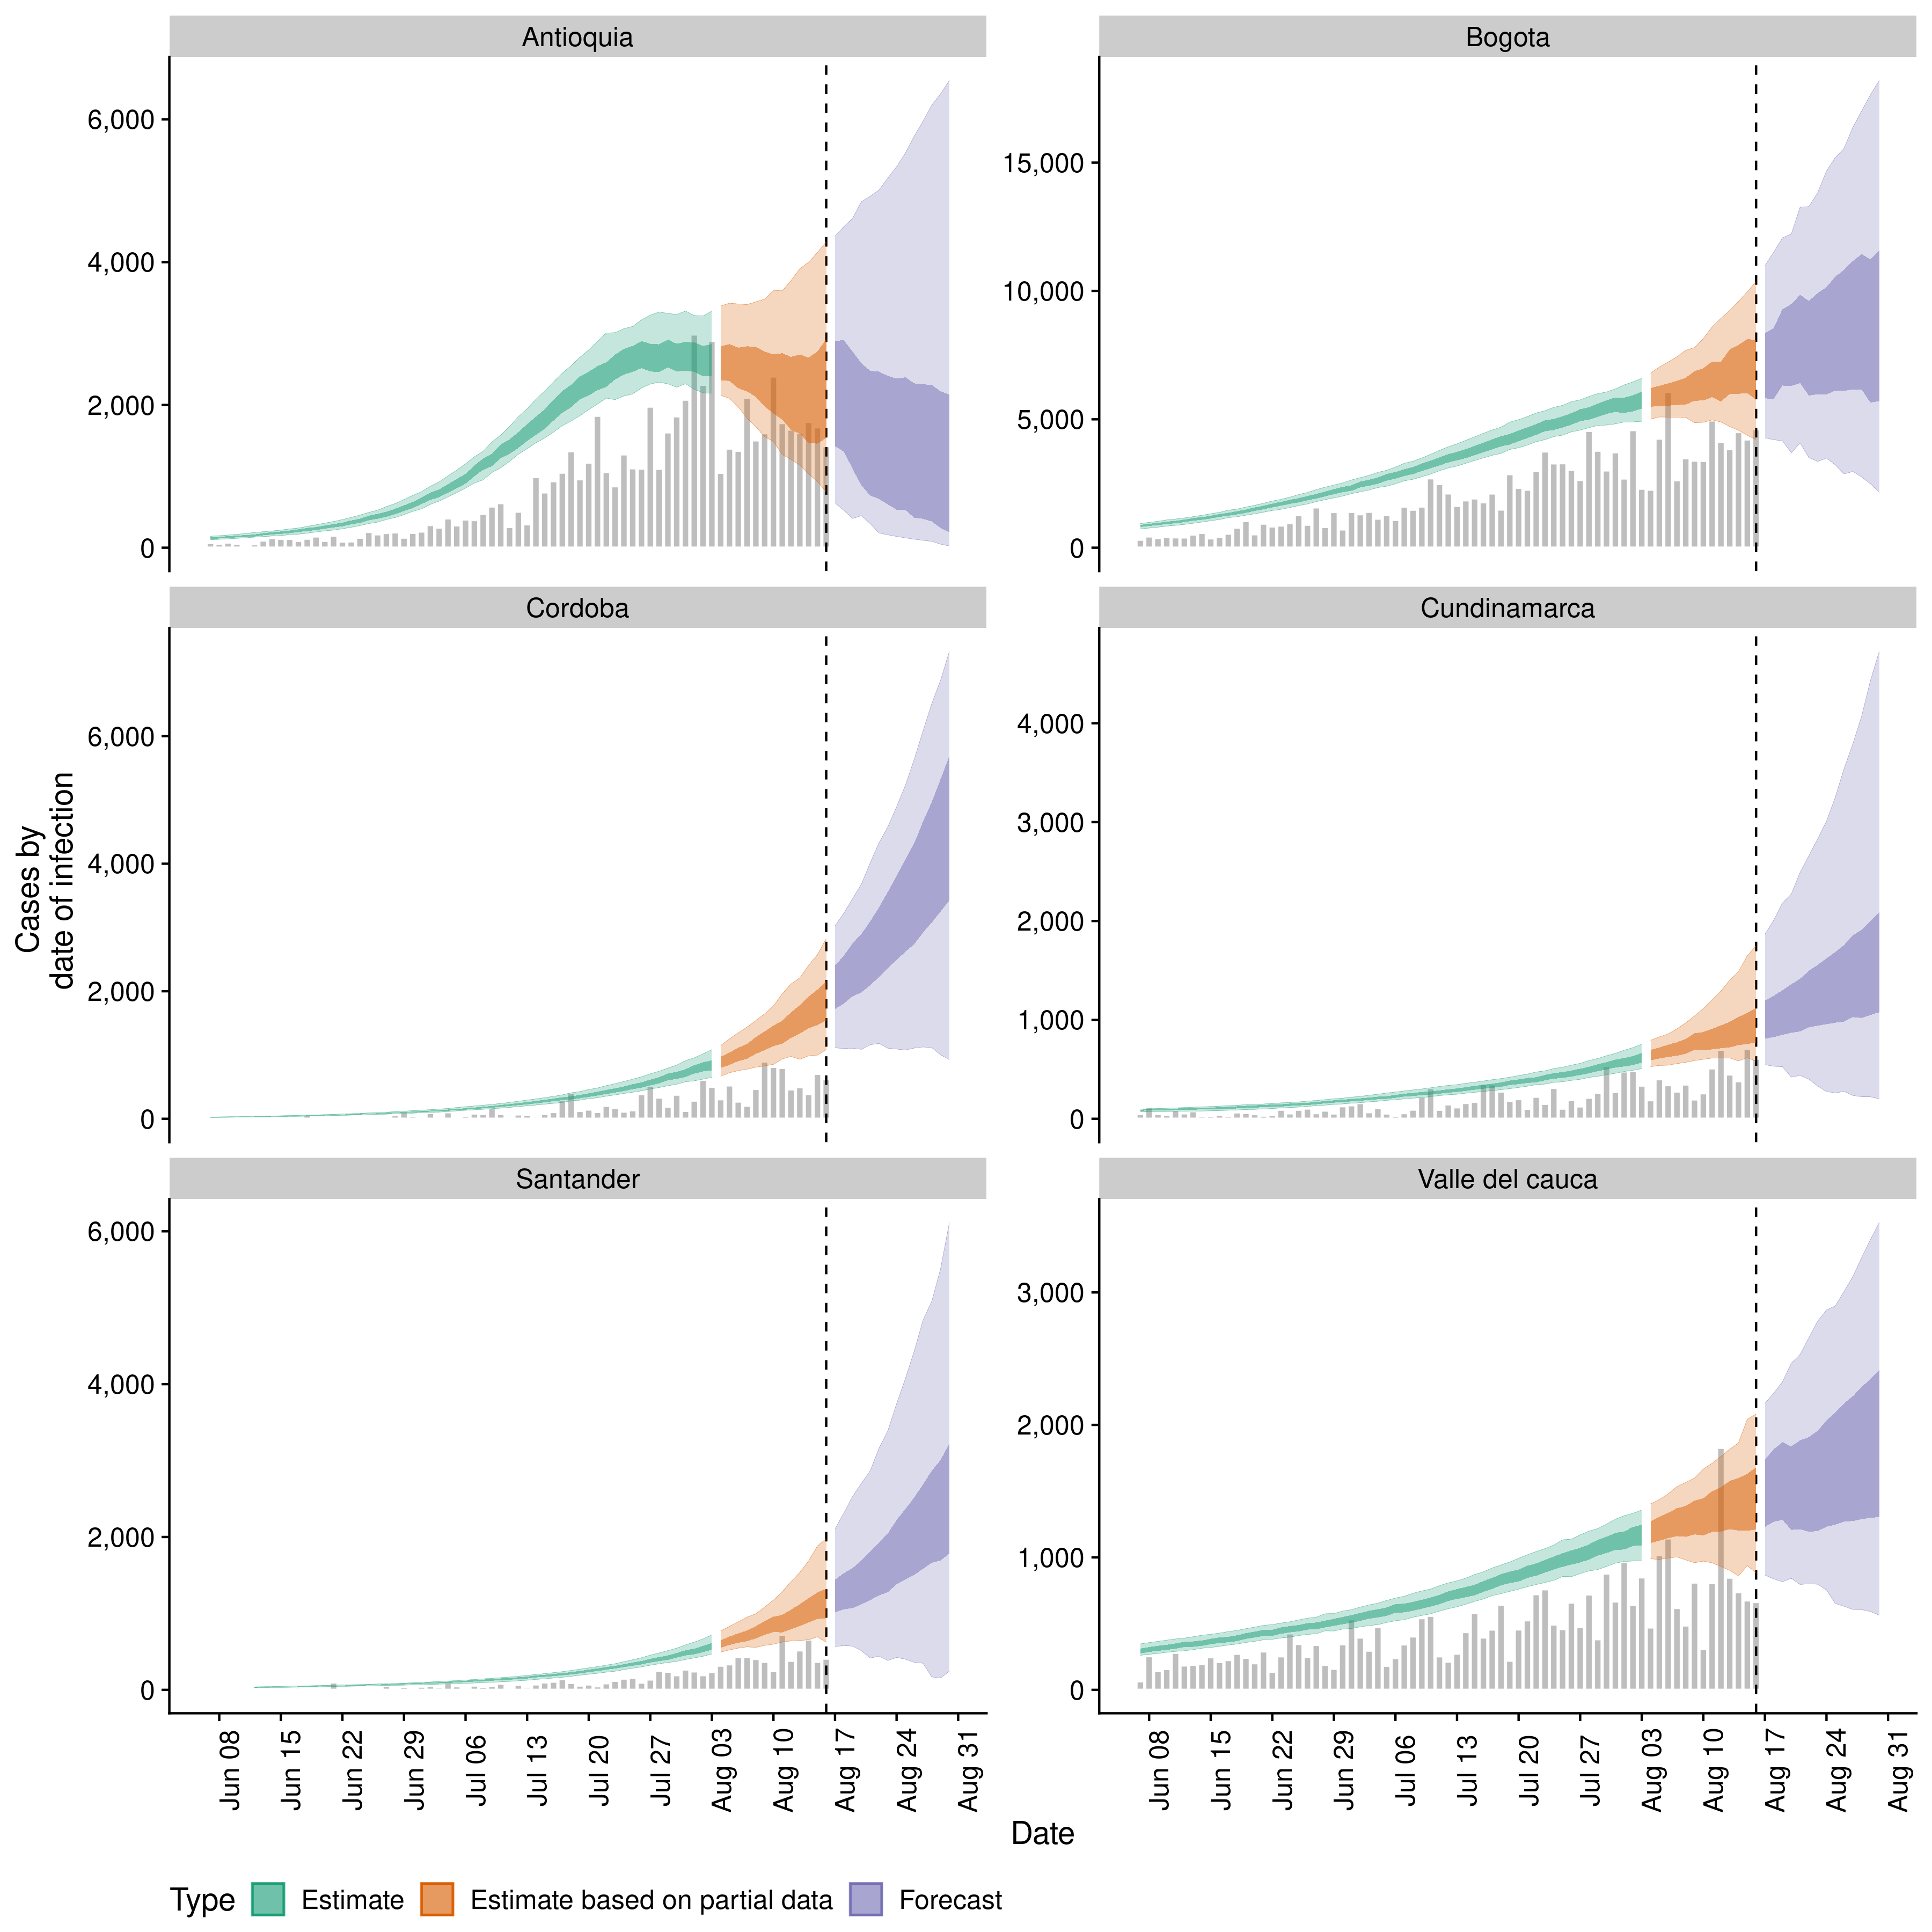 Antioquia
Bogota
6,000
4,000
2,000
0
15,000
10,000
5,000
0
Cordoba
Cundinamarca
6,000
4,000
2,000
0
4,000
3,000
2,000
1,000
0
Santander
Valle del cauca
6,000
4,000
2,000
0
3,000
2,000
1,000
0
Cases by
date of infection
Jun 08
Jun 15
Jun 22
Jun 29
Jul 06
Jul 13
Jul 20
Jul 27
Aug 03
Aug 10
Aug 17
Aug 24
Aug 31
Jun 08
Jun 15
Jun 22
Jun 29
Jul 06
Jul 13
Jul 20
Jul 27
Aug 03
Aug 10
Aug 17
Aug 24
Aug 31
Date
Type Estimate Estimate based on partial data Forecast